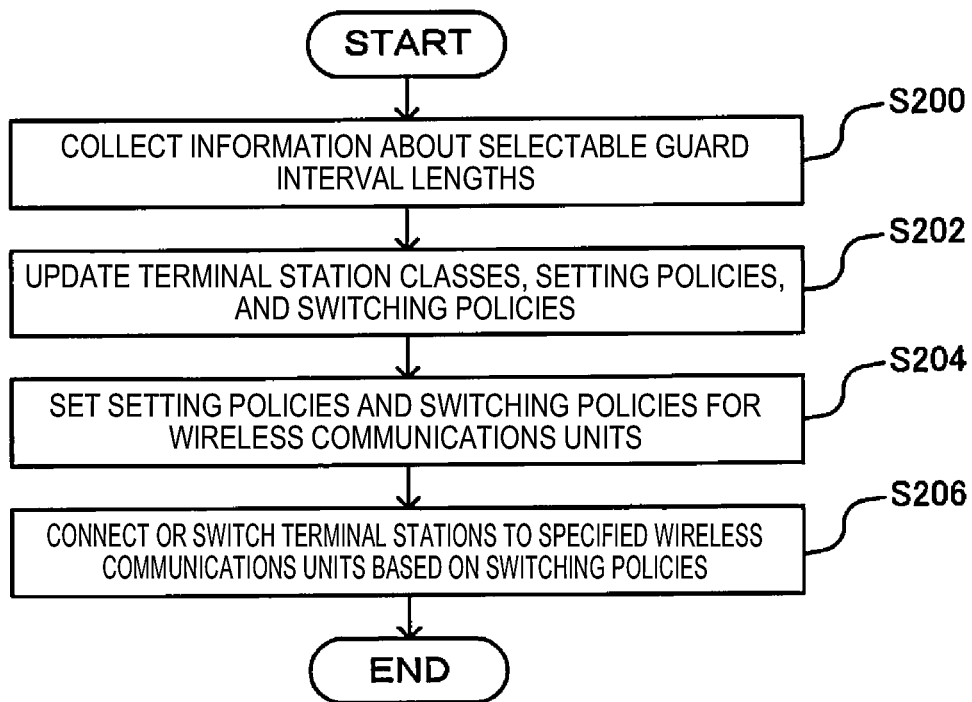 START
S200
COLLECT INFORMATION ABOUT SELECTABLE GUARD
INTERVAL LENGTHS
S202
UPDATE TERMINAL STATION CLASSES, SETTING POLICIES,
AND SWITCHING POLICIES
S204
SET SETTING POLICIES AND SWITCHING POLICIES FOR
WIRELESS COMMUNICATIONS UNITS
S206
CONNECT OR SWITCH TERMINAL STATIONS TO SPECIFIED WIRELESS
COMMUNICATIONS UNITS BASED ON SWITCHING POLICIES
END